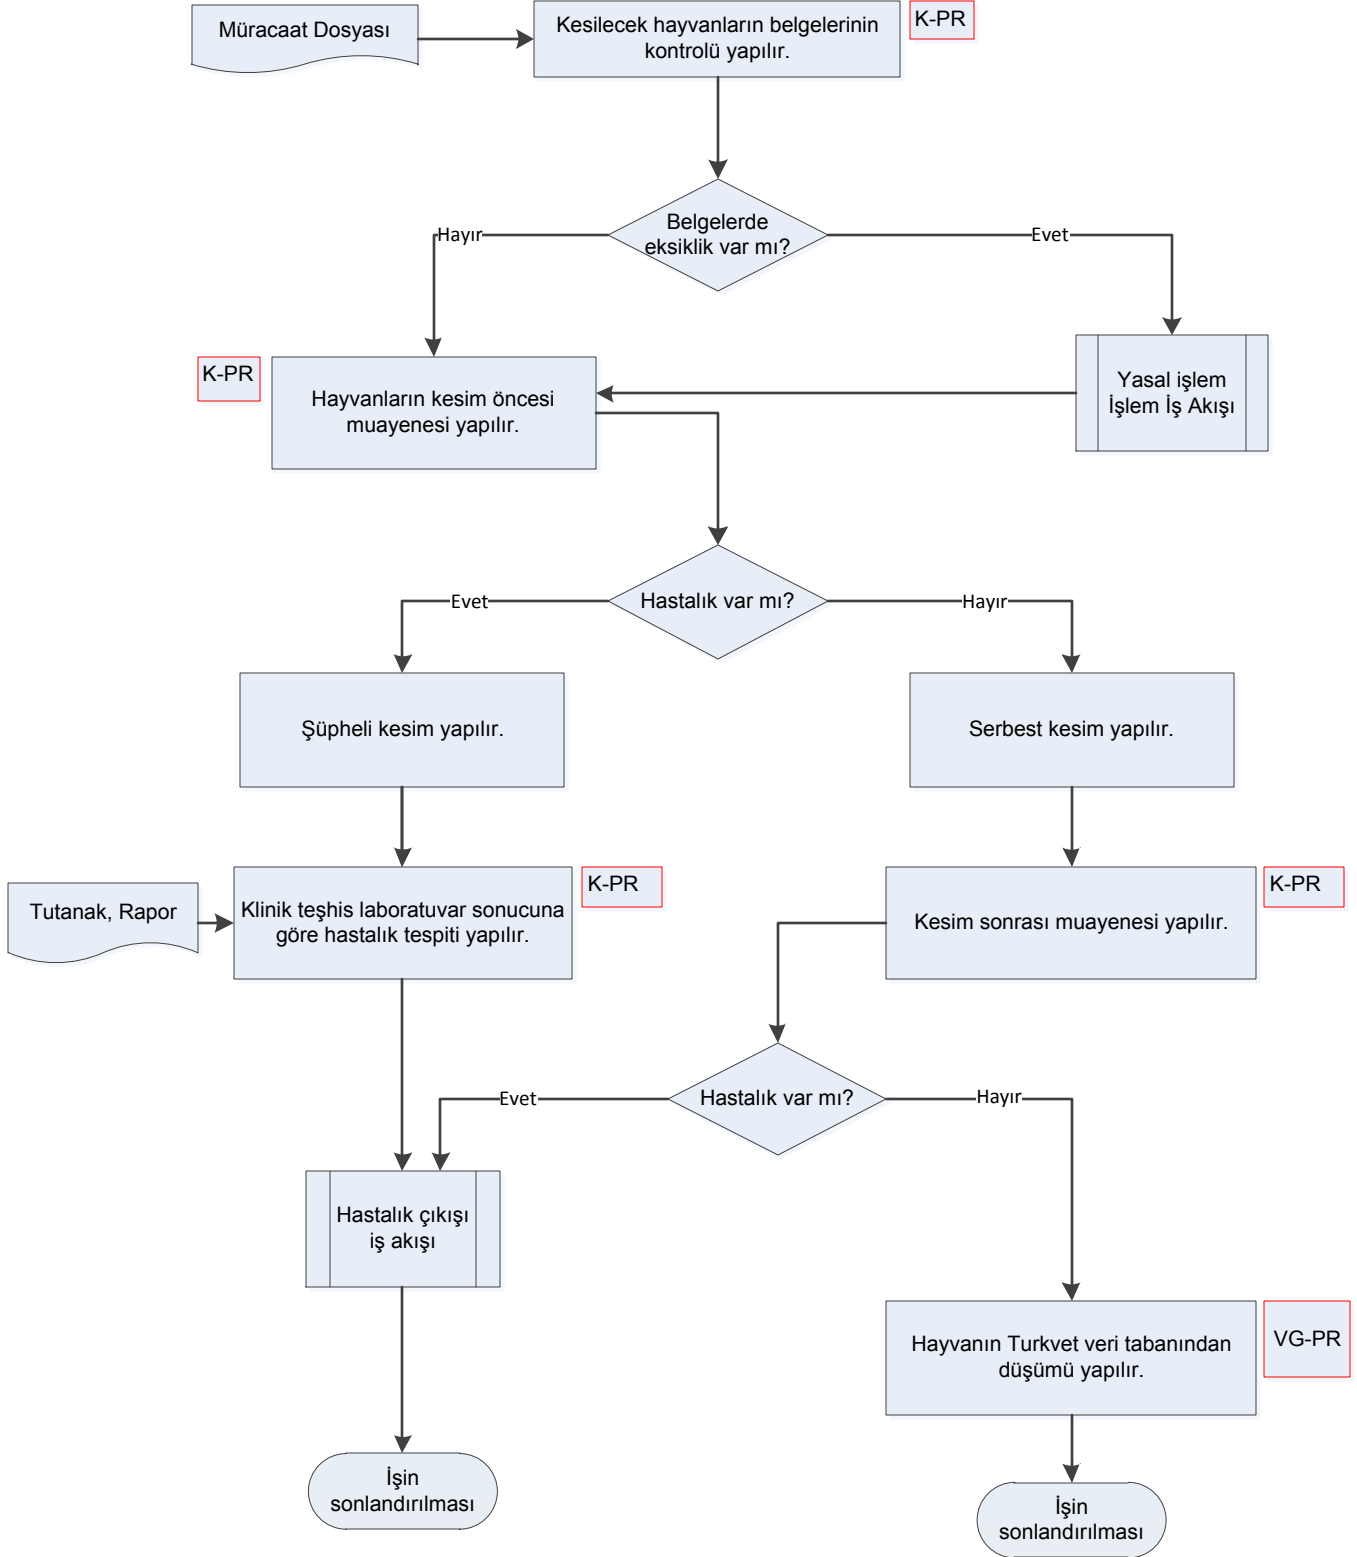 Müracaat Dosyası
Kesilecek hayvanların belgelerinin
kontrolü yapılır.
K-PR
Belgelerde
eksiklik var mı?
Hayır
Evet
K-PR
Hayvanların kesim öncesi
muayenesi yapılır.
Yasal işlem
İşlem İş Akışı
Hastalık var mı?
Evet
Hayır
Şüpheli kesim yapılır.
Serbest kesim yapılır.
Tutanak, Rapor
Klinik teşhis laboratuvar sonucuna
göre hastalık tespiti yapılır.
K-PR
Kesim sonrası muayenesi yapılır.
K-PR
Hastalık var mı?
Evet
Hayır
Hastalık çıkışı
iş akışı
Hayvanın Turkvet veri tabanından
düşümü yapılır.
VG-PR
İşin
sonlandırılması
İşin
sonlandırılması